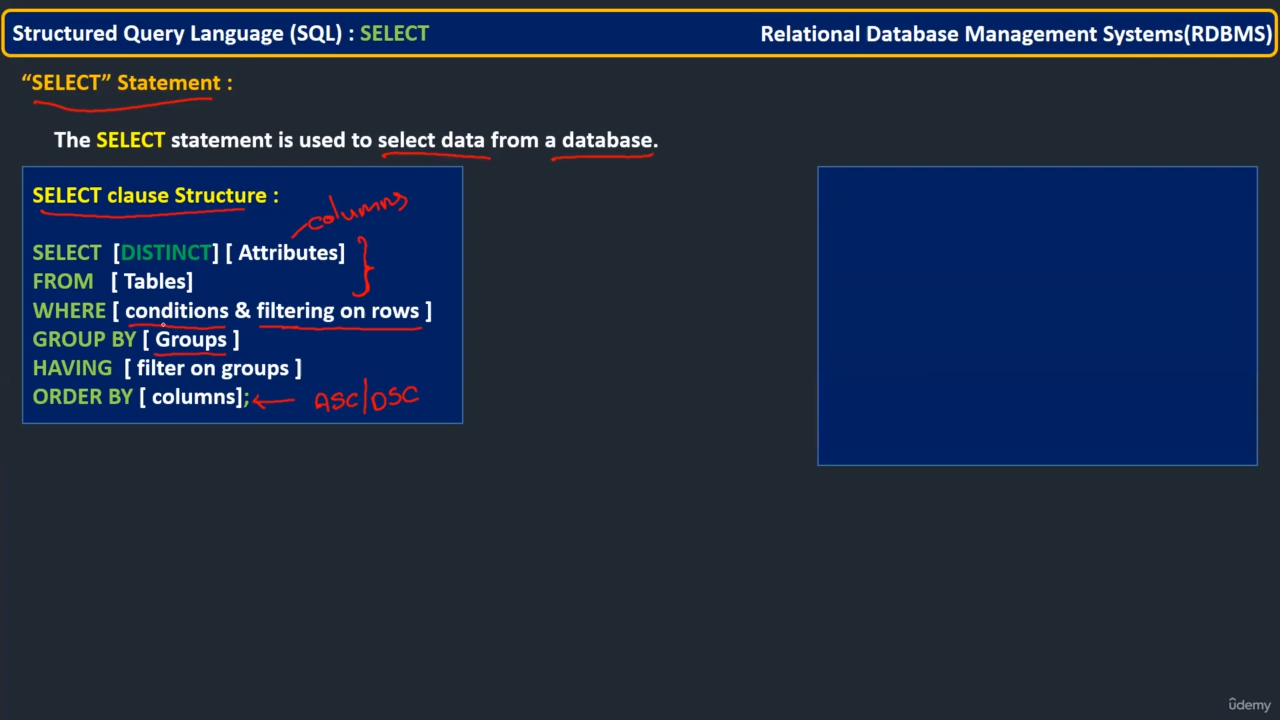 Structured Query Language (SQL) : SELECT
Relational Database Management Systems(RDBMS)
“SELECT” Statement :
The SELECT statement is used to select data from a database.
SELECT clause Structure :
columns
SELECT [DISTINCT] [ Attributes]
FROM [ Tables]
WHERE [ conditions & filtering on rows ]
GROUP BY [ Groups ]
HAVING [ filter on groups ]
ORDER BY [ columns];
ASC/DSC
ûdemy